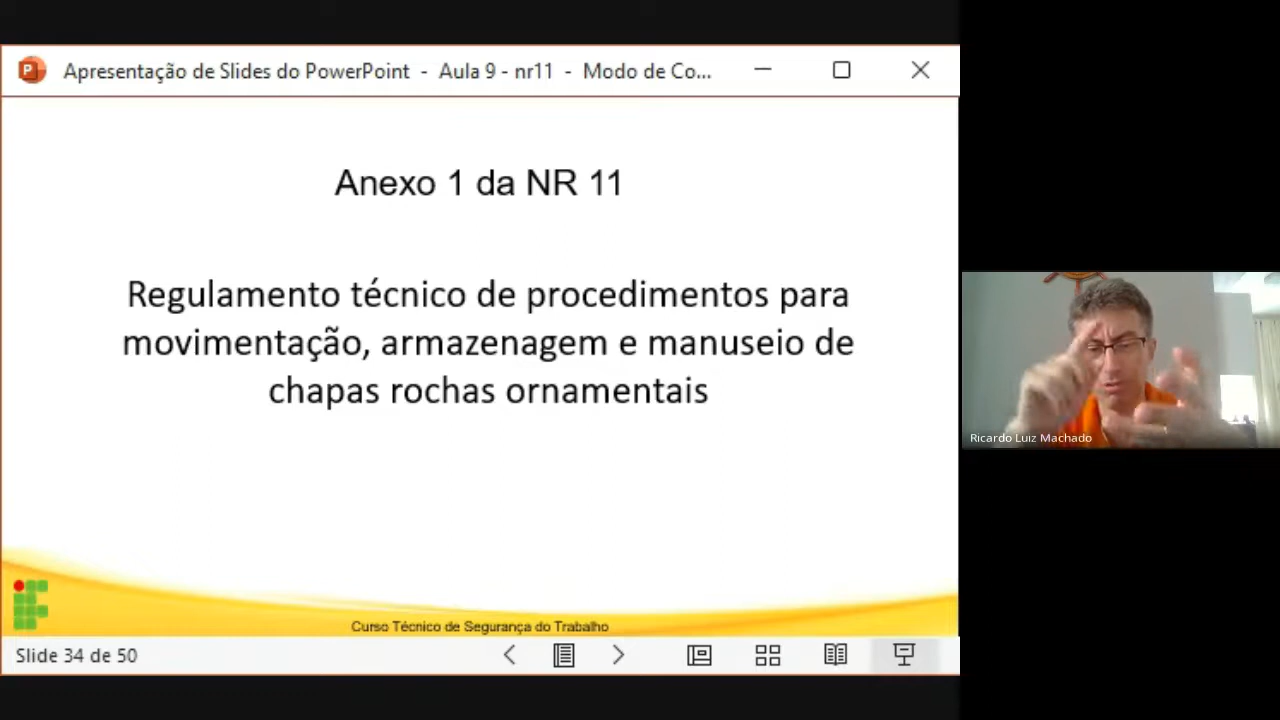 Apresentação de Slides do PowerPoint - Aula 9 - nr11 - Modo de Co...
Anexo 1 da NR 11
Regulamento técnico de procedimentos para
movimentação, armazenagem e manuseio de
chapas rochas ornamentais
Curso Técnico de Segurança do Trabalho
Slide 34 de 50
Ricardo Luiz Machado